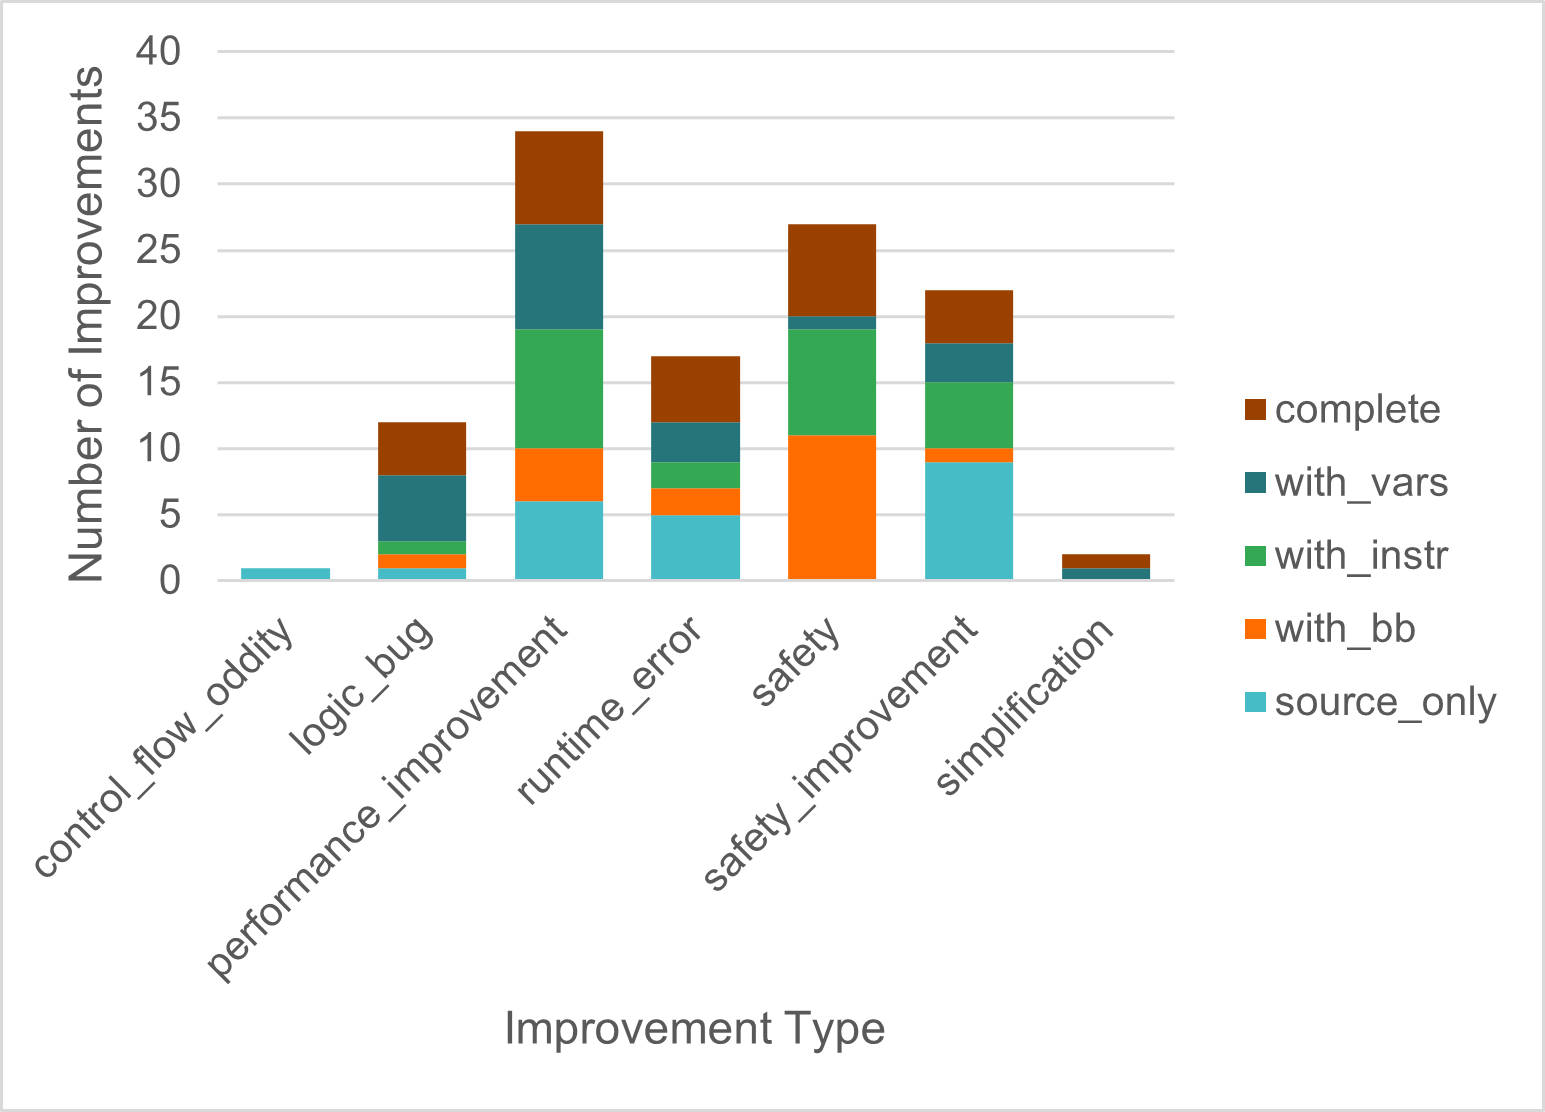 Number of Improvements
40
35
30
25
20
15
10
5
0
control_flow_oddity
logic_bug
performance_improvement
runtime_error
safety
safety_improvement
simplification
Improvement Type
complete
with_vars
with_instr
with_bb
source_only